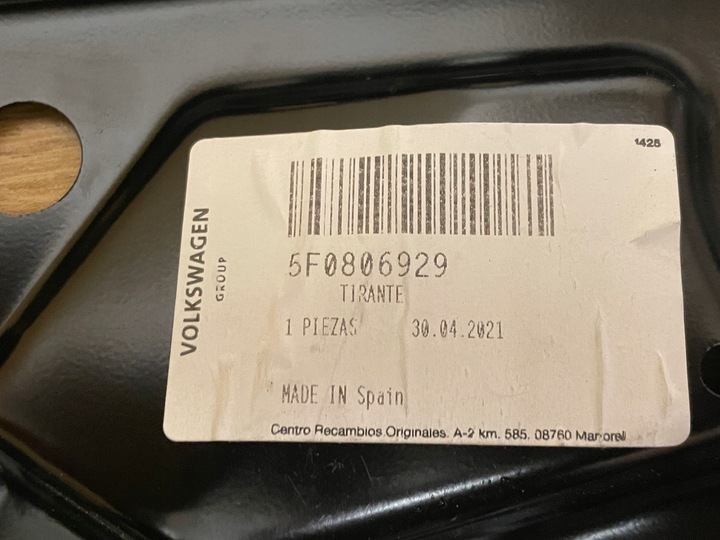 1425
VOLKSWAGEN
GROUP
5F0806929
TIRANTE
1 PIEZAS 30.04.2021
MADE IN Spain
Centro Recambios Originales. A-2 km. 585. 08760 Martorell